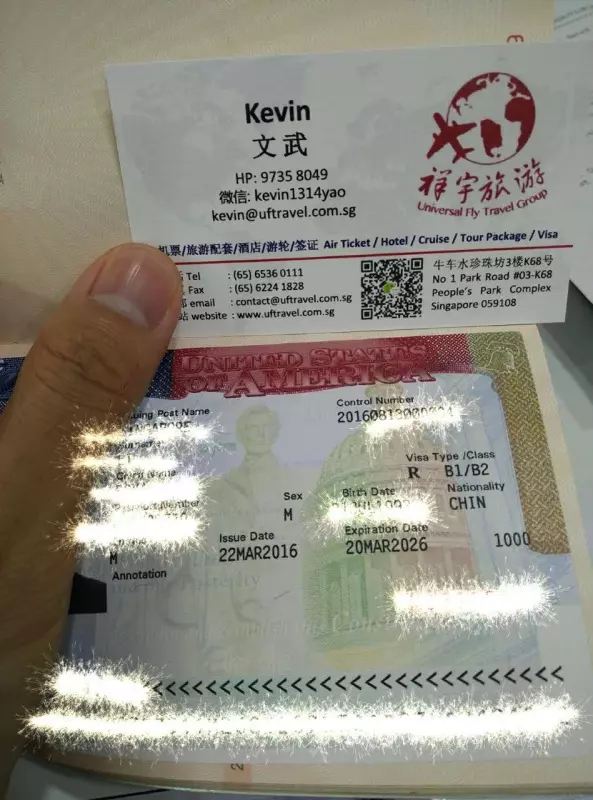 Kevin
文武
HP: 9735 8049
微信: kevin1314yao
kevin@uftravel.com.sg
祥宇旅游
Universal Fly Travel Group
机票/旅游配套/酒店/游轮/签证 Air Ticket / Hotel / Cruise / Tour Package / Visa
Tel : (65) 6536 0111
Fax : (65) 6224 1828
email : contact@uftravel.com.sg
website : www.uftravel.com.sg
牛车水珍珠坊3楼K68号
No 1 Park Road #03-K68
People's Park Complex
Singapore 059108
UNITED STATES
OF AMERICA
Post Name
Control Number
Visa Type /Class
R B1/B2
Sex
M
Birth Date
Nationality
CHIN
Issue Date
22MAR2016
Expiration Date
20MAR2026
1000
M
Annotation